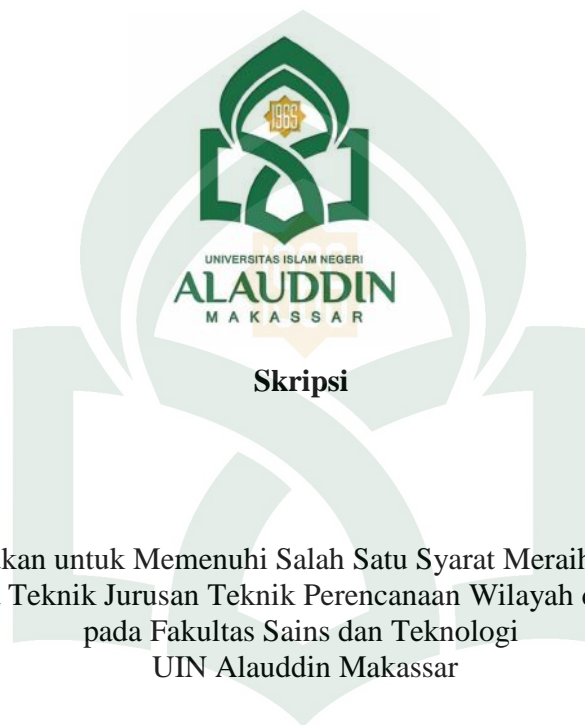 1965
UNIVERSITAS ISLAM NEGERI
ALAUDDIN
MAKASSAR
Skripsi
kan untuk Memenuhi Salah Satu Syarat Meraih
Teknik Jurusan Teknik Perencanaan Wilayah
pada Fakultas Sains dan Teknologi
UIN Alauddin Makassar